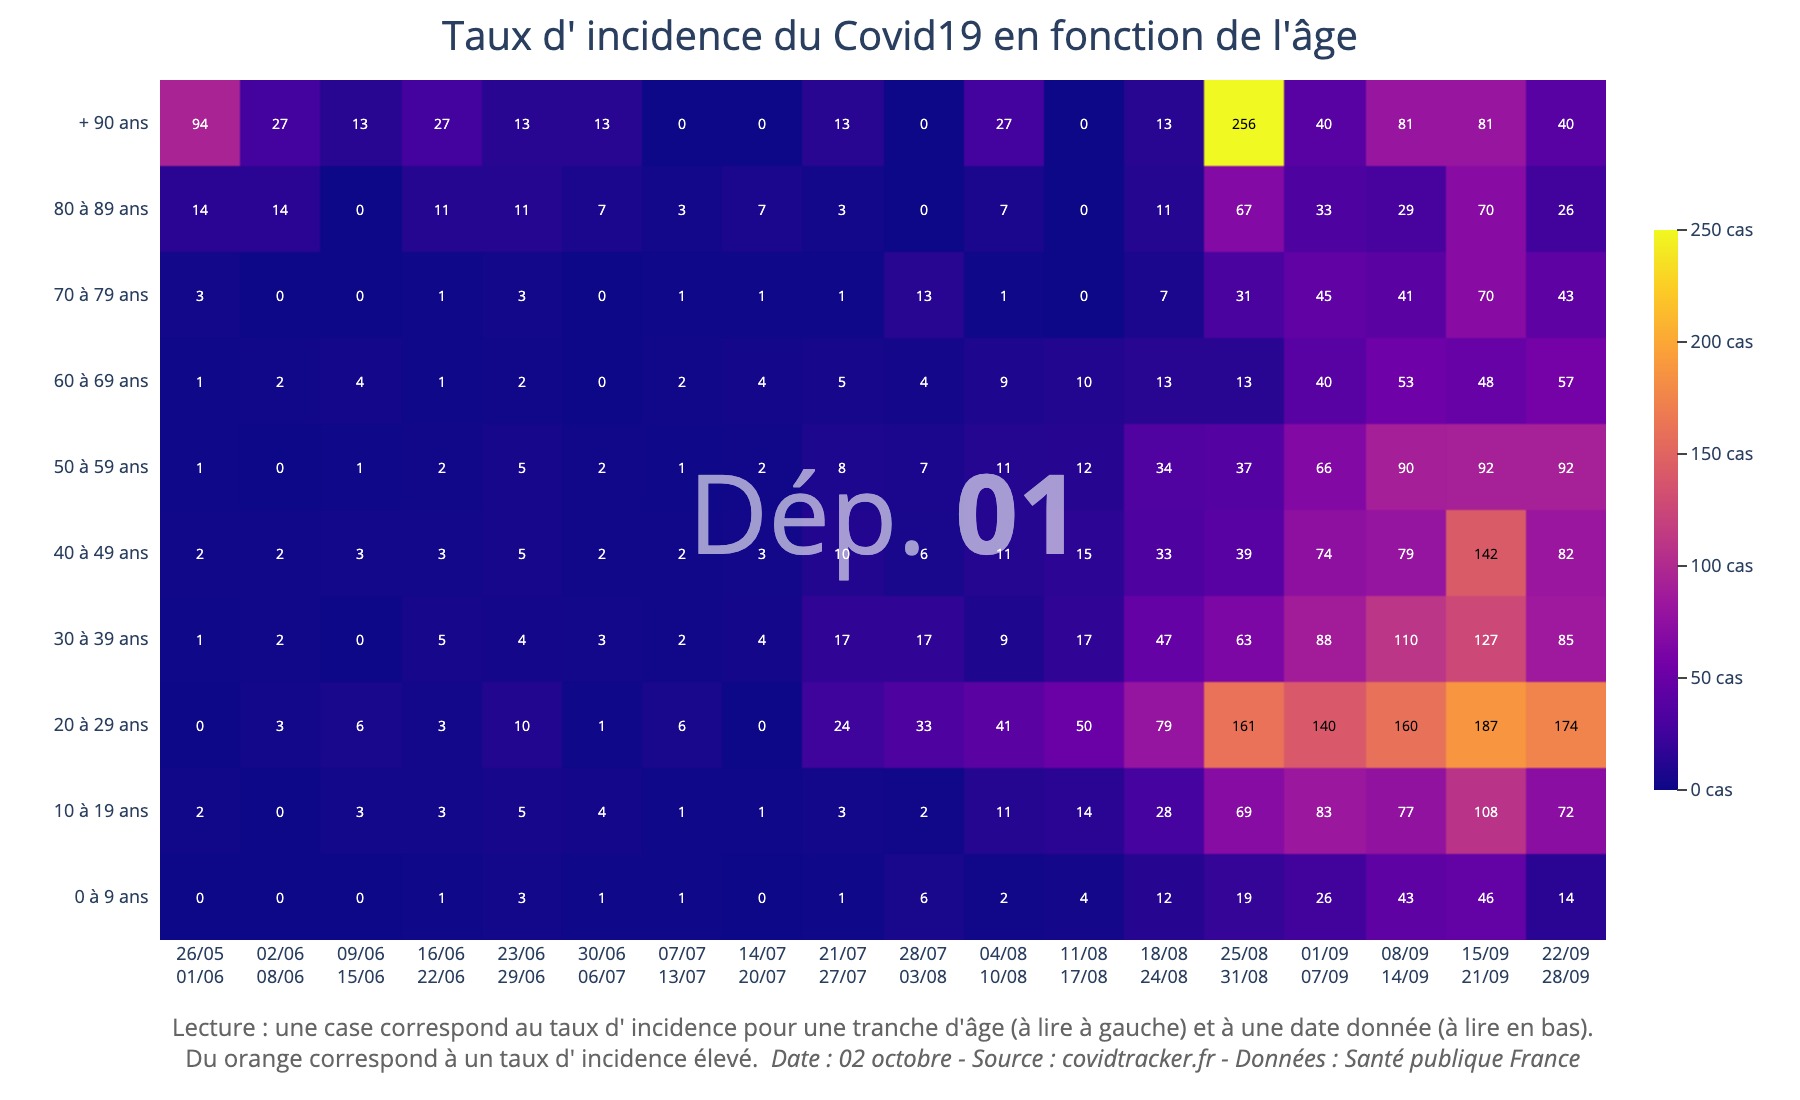 Taux d' incidence du Covid19 en fonction de l'âge
+ 90 ans 94 27 13 27 13 13 0 0 13 0 27 0 13 256 40 81 81 40
80 à 89 ans 14 14 0 11 11 7 3 7 3 0 7 0 11 67 33 29 70 26
70 à 79 ans 3 0 0 1 3 0 1 1 1 13 1 0 7 31 45 41 70 43
60 à 69 ans 1 2 4 1 2 0 2 4 5 4 9 10 13 13 40 53 48 57
50 à 59 ans 1 0 1 2 5 2 1 2 8 7 11 12 34 37 66 90 92 92
Dép. 01
40 à 49 ans 2 2 3 3 5 2 2 3 10 6 11 15 33 39 74 79 142 82
30 à 39 ans 1 2 0 5 4 3 2 4 17 17 9 17 47 63 88 110 127 85
20 à 29 ans 0 3 6 3 10 1 6 0 24 33 41 50 79 161 140 160 187 174
10 à 19 ans 2 0 3 3 5 4 1 1 3 2 11 14 28 69 83 77 108 72
0 à 9 ans 0 0 0 1 3 1 1 0 1 6 2 4 12 19 26 43 46 14
26/05 02/06 09/06 16/06 23/06 30/06 07/07 14/07 21/07 28/07 04/08 11/08 18/08 25/08 01/09 08/09 15/09 22/09
01/06 08/06 15/06 22/06 29/06 06/07 13/07 20/07 27/07 03/08 10/08 17/08 24/08 31/08 07/09 14/09 21/09 28/09
250 cas
200 cas
150 cas
100 cas
50 cas
0 cas
Lecture : une case correspond au taux d' incidence pour une tranche d'âge (à lire à gauche) et à une date donnée (à lire en bas).
Du orange correspond à un taux d' incidence élevé. Date : 02 octobre - Source : covidtracker.fr - Données : Santé publique France